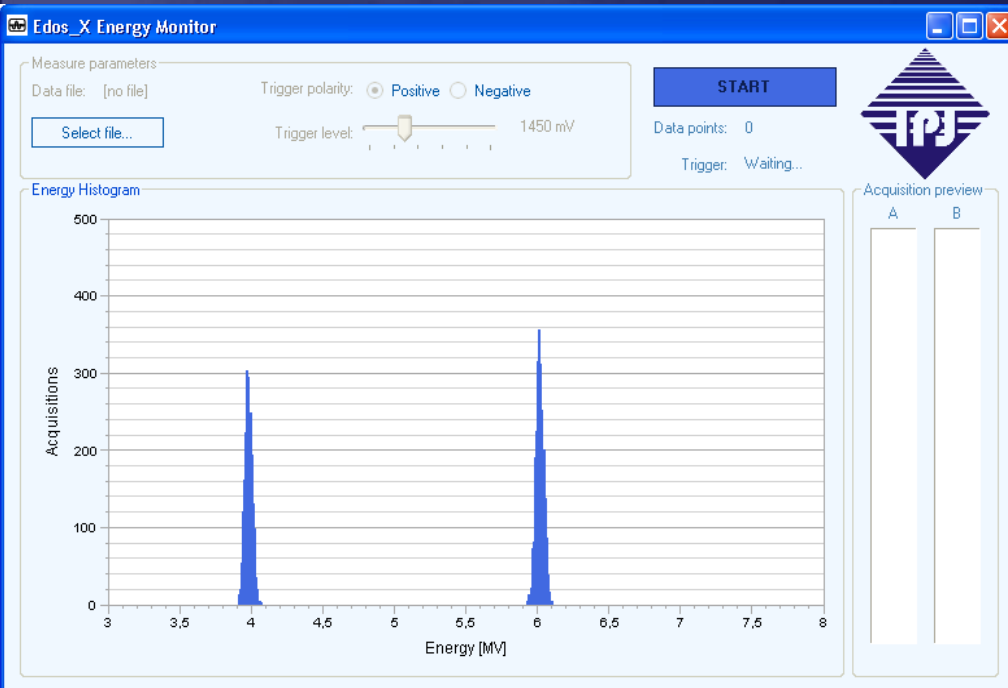 Edos_X Energy Monitor
Measure parameters
Data file: [no file]
Trigger polarity: Positive Negative
START
Select file...
Trigger level: 1450 mV
Data points: 0
Trigger: Waiting...
IPJ
Energy Histogram
Acquisition preview
A B
500
400
300
200
100
0
Acquisitions
3 3,5 4 4,5 5 5,5 6 6,5 7 7,5 8
Energy [MV]